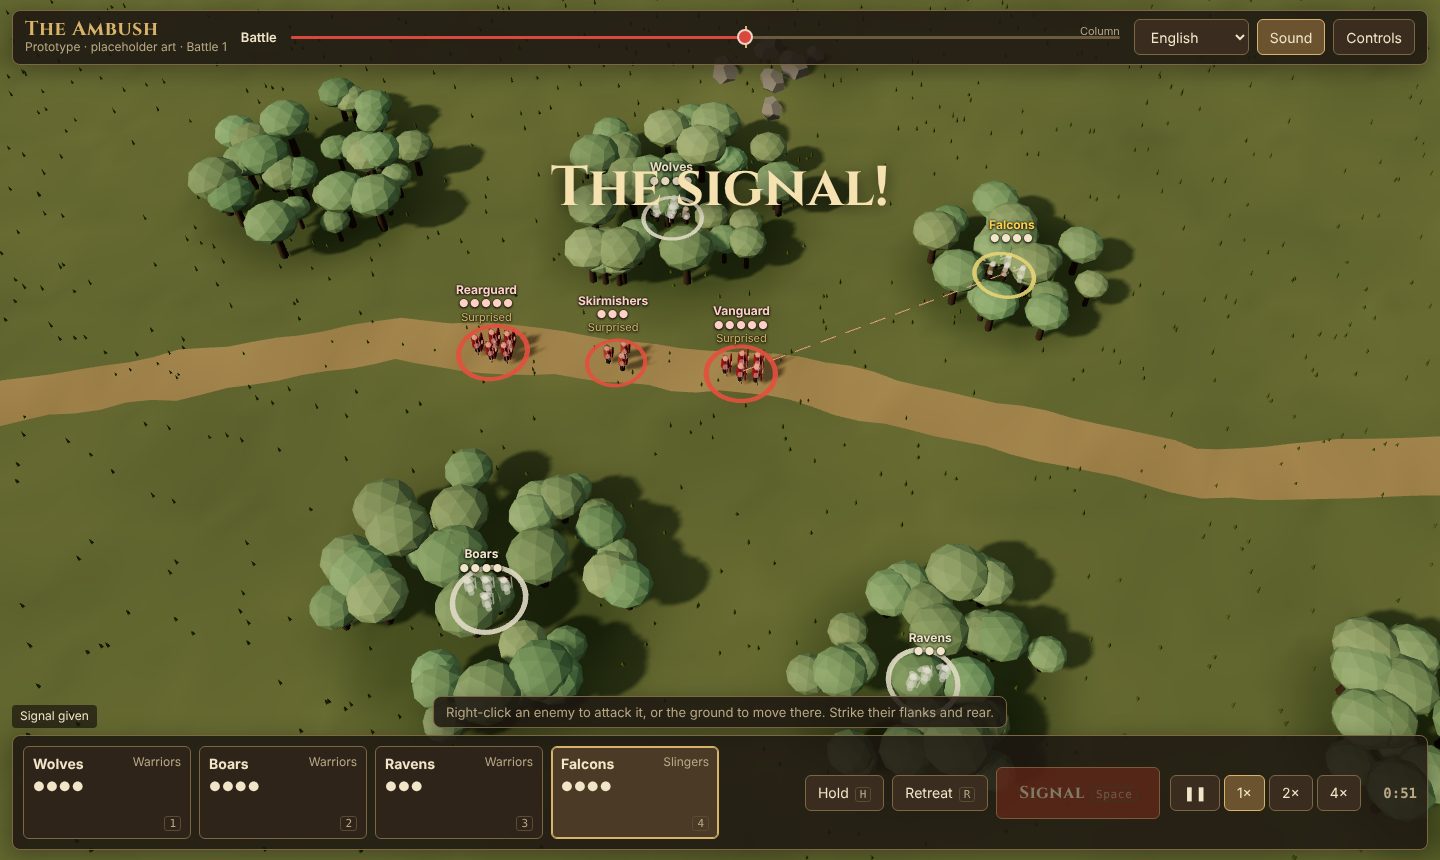 The Ambush
Prototype · placeholder art · Battle 1
Battle
Column
English
Sound
Controls
Wolves
The signal!
Falcons
Rearguard
Surprised
Skirmishers
Surprised
Vanguard
Surprised
Boars
Ravens
Signal given
Right-click an enemy to attack it, or the ground to move there. Strike their flanks and rear.
Wolves Warriors
1
Boars Warriors
2
Ravens Warriors
3
Falcons Slingers
4
Hold H
Retreat R
Signal Space
1×
2×
4×
0:51